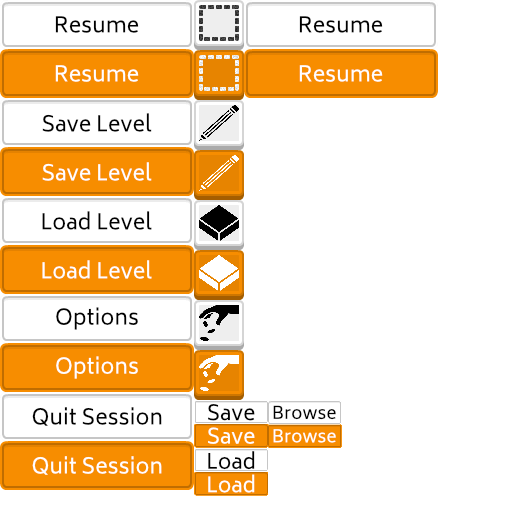 Resume Resume
Resume Resume
Save Level
Save Level
Load Level
Load Level
Options
Options
Quit Session
Save Browse
Save Browse
Quit Session
Load
Load